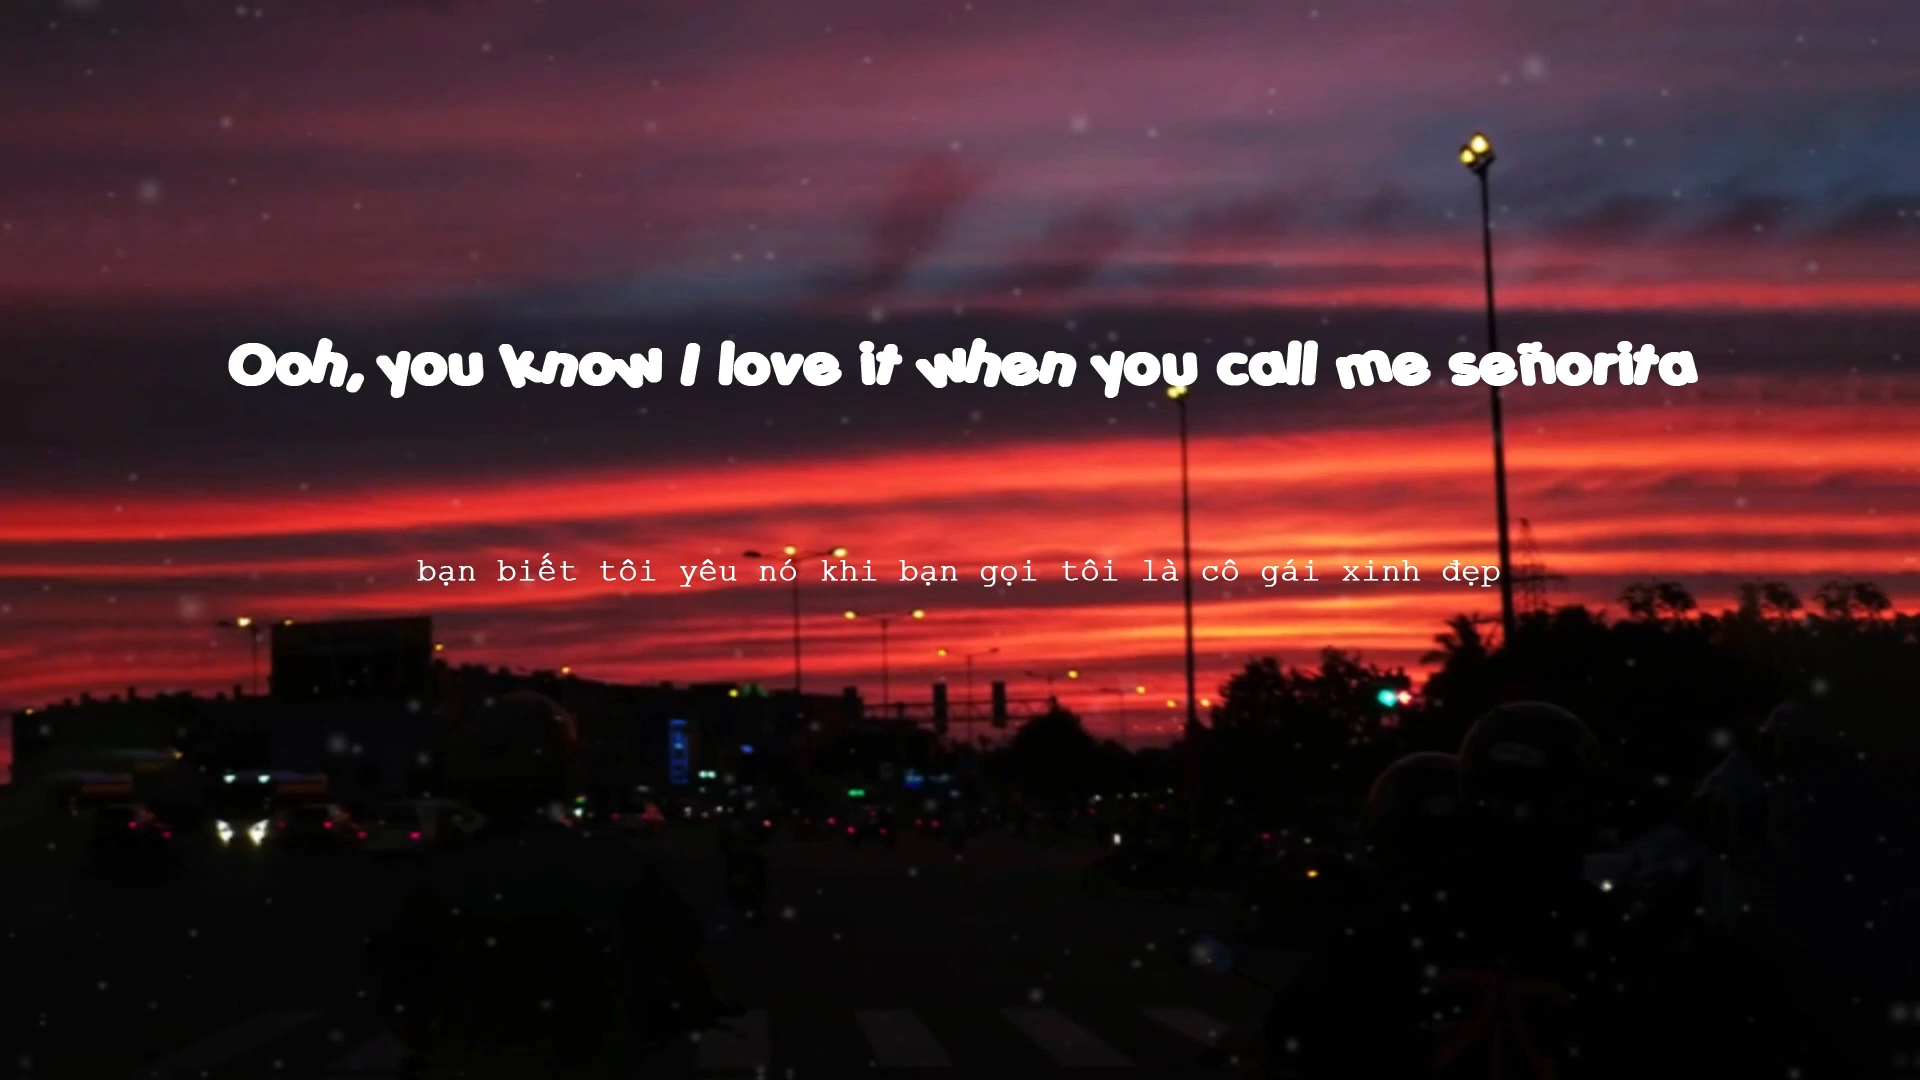 Ooh, you know I love it when you call me señorita
bạn biết tôi yêu nó khi bạn gọi tôi là cô gái xinh đẹp